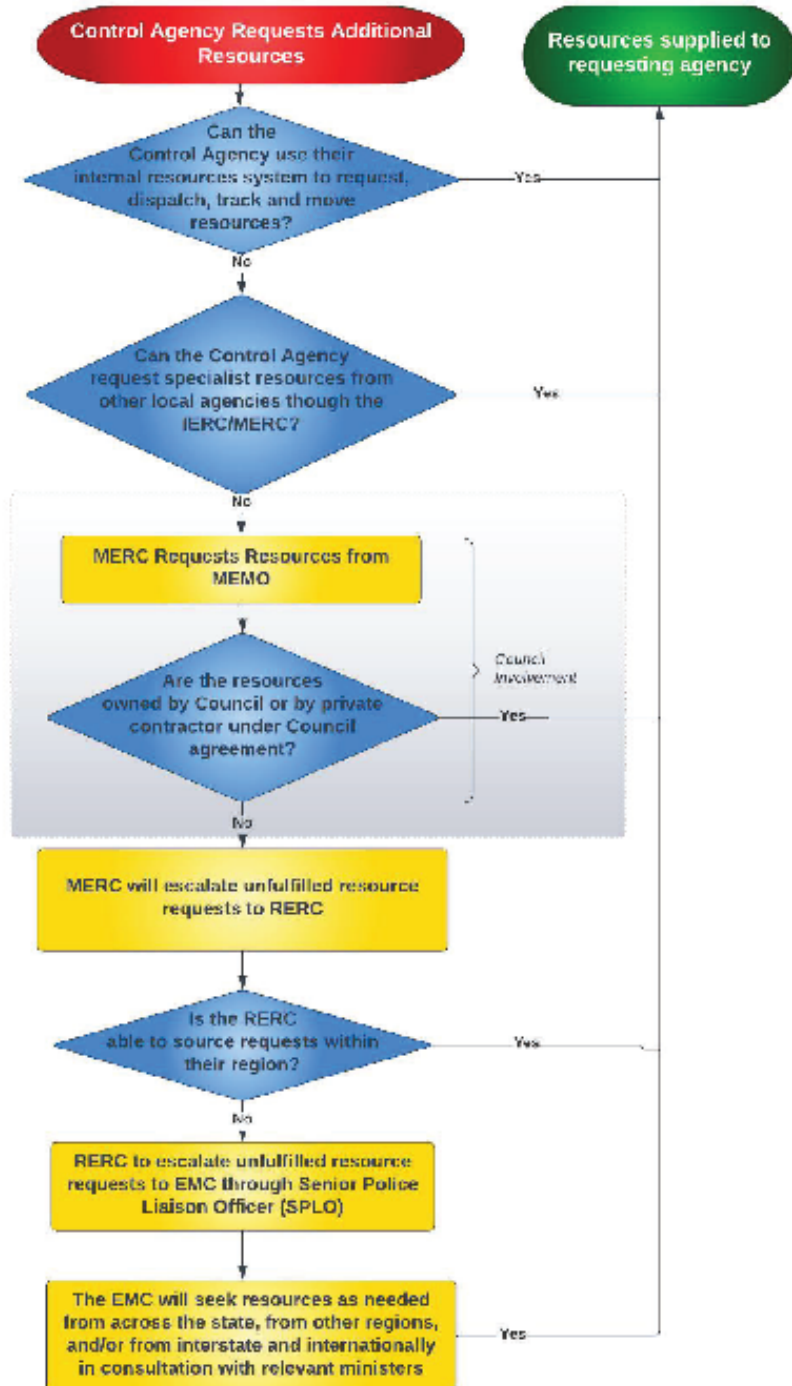 Control Agency Requests Additional
Resources
Resources supplied to
requesting agency
Can the
Control Agency use their
internal resources system to request,
dispatch, track and move
resources?
Yes
No
Can the Control Agency
request specialist resources from
other local agencies though the
IERC/MERC?
Yes
No
MERC Requests Resources from
MEMO
Council
Involvement
Are the resources
owned by Council or by private
contractor under Council
agreement?
Yes
No
MERC will escalate unfulfilled resource
requests to RERC
Is the RERC
able to source requests within
their region?
Yes
No
RERC to escalate unfulfilled resource
requests to EMC through Senior Police
Liaison Officer (SPLO)
The EMC will seek resources as needed
from across the state, from other regions,
and/or from interstate and internationally
in consultation with relevant ministers
Yes